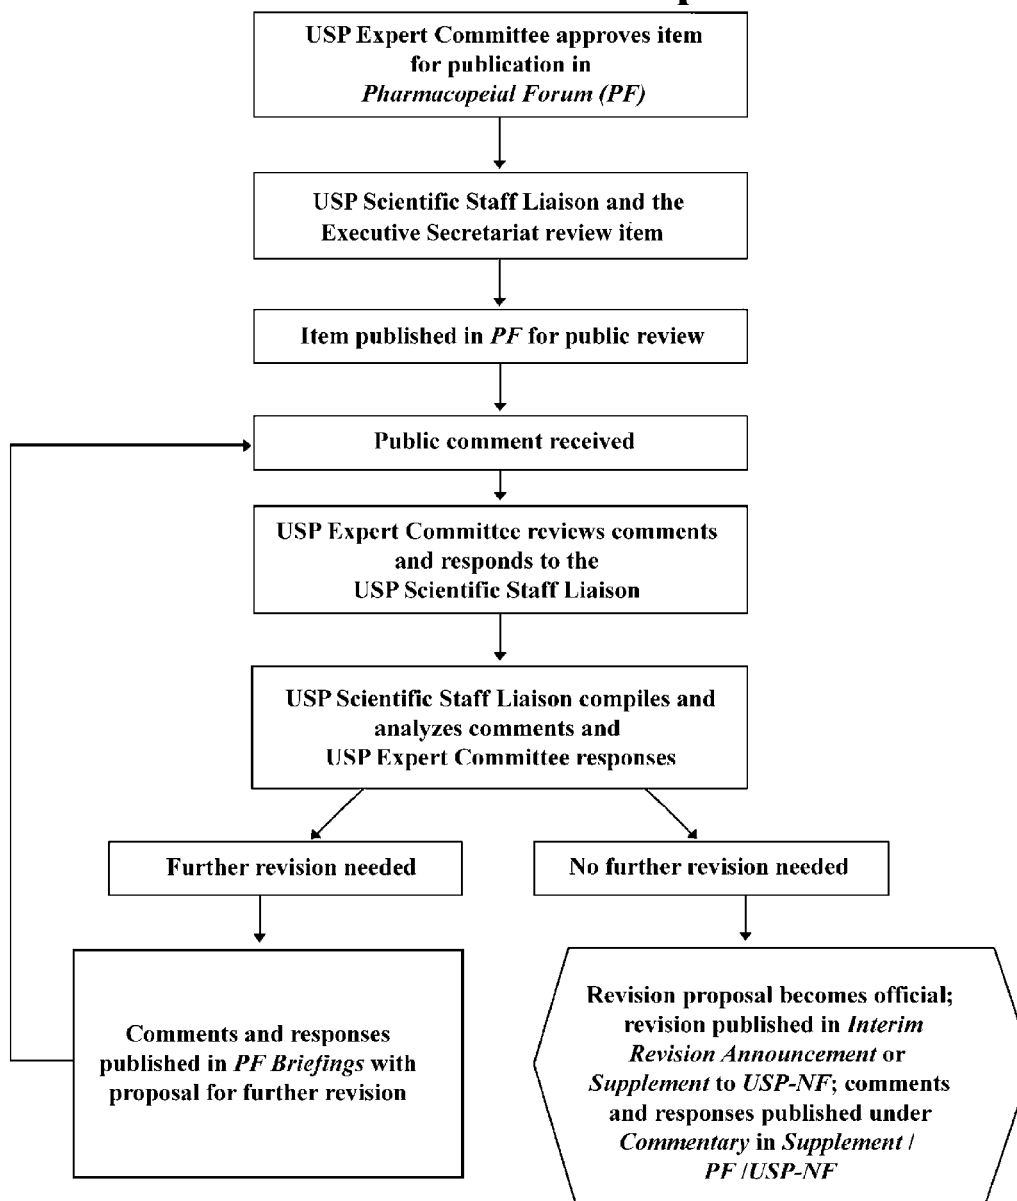 USP Expert Committee approves item
for publication in
Pharmacopeial Forum (PF)
USP Scientific Staff Liaison and the
Executive Secretariat review item
Item published in PF for public review
Public comment received
USP Expert Committee reviews comments
and responds to the
USP Scientific Staff Liaison
USP Scientific Staff Liaison compiles and
analyzes comments and
USP Expert Committee responses
Further revision needed
No further revision needed
Comments and responses
published in PF Briefings with
proposal for further revision
Revision proposal becomes official;
revision published in Interim
Revision Announcement or
Supplement to USP-NF; comments
and responses published under
Commentary in Supplement /
PF /USP-NF